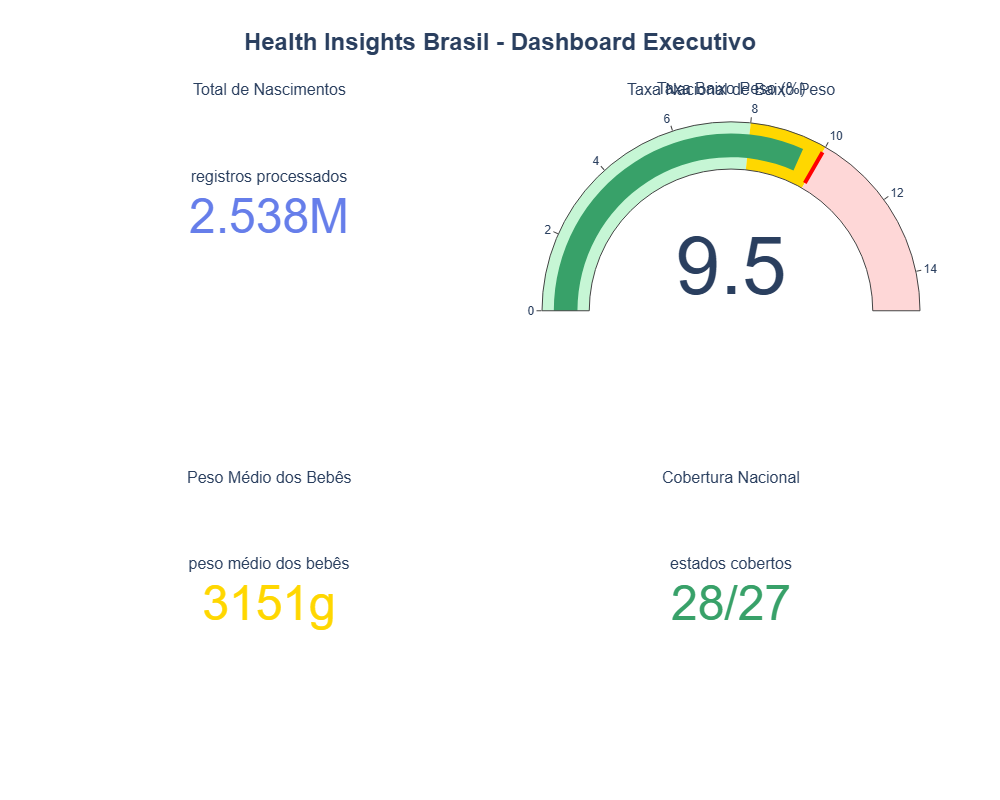 Health Insights Brasil - Dashboard Executivo
Total de Nascimentos
Taxa Nacional de Baixo Peso
Taxa Baixo Peso (%)
registros processados
2.538M
0
2
4
6
8
10
12
14
9.5
Peso Médio dos Bebês
Cobertura Nacional
peso médio dos bebês
3151g
estados cobertos
28/27